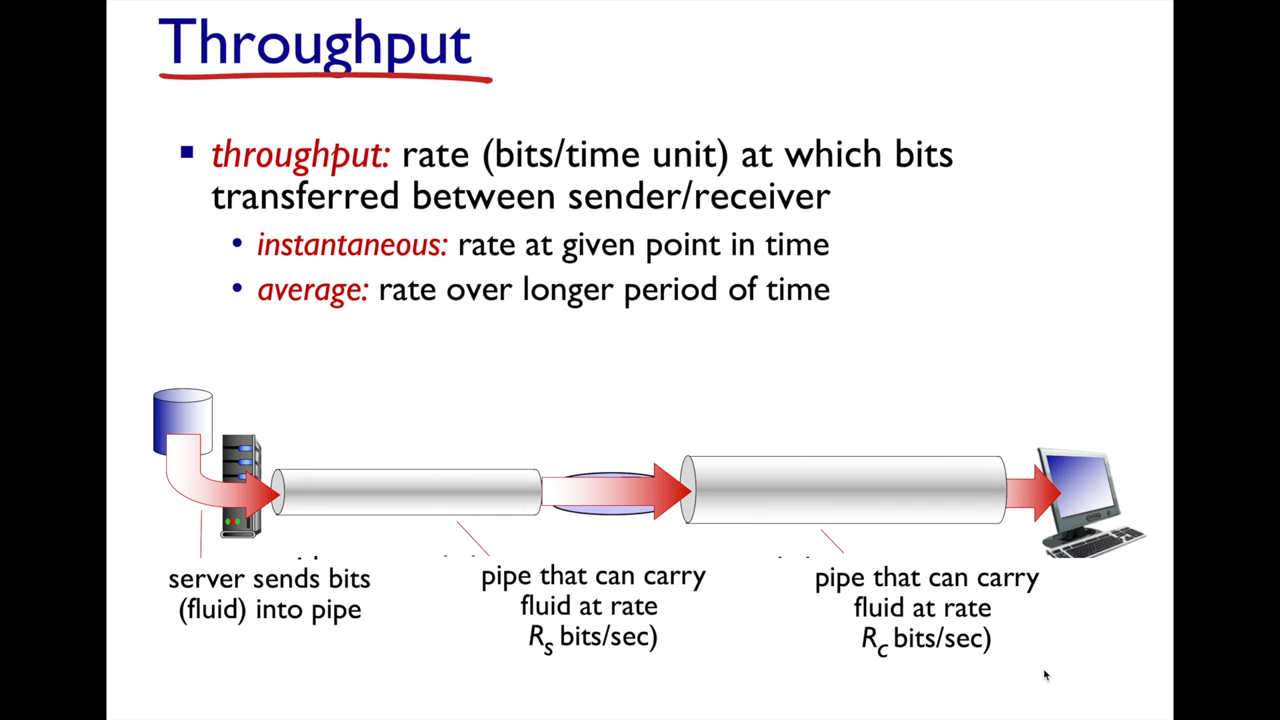 Throughput
▪ throughput: rate (bits/time unit) at which bits
transferred between sender/receiver
• instantaneous: rate at given point in time
• average: rate over longer period of time
server sends bits
(fluid) into pipe
pipe that can carry
fluid at rate
Rs bits/sec)
pipe that can carry
fluid at rate
Rc bits/sec)